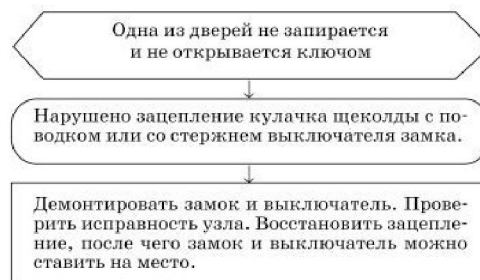 Одна из дверей не запирается
и не открывается ключом
Нарушено зацепление кулачка щеколды с по-
водком или со стержнем выключателя замка.
Демонтировать замок и выключатель. Прове-
рить исправность узла. Восстановить зацепле-
ние, после чего замок и выключатель можно
ставить на место.